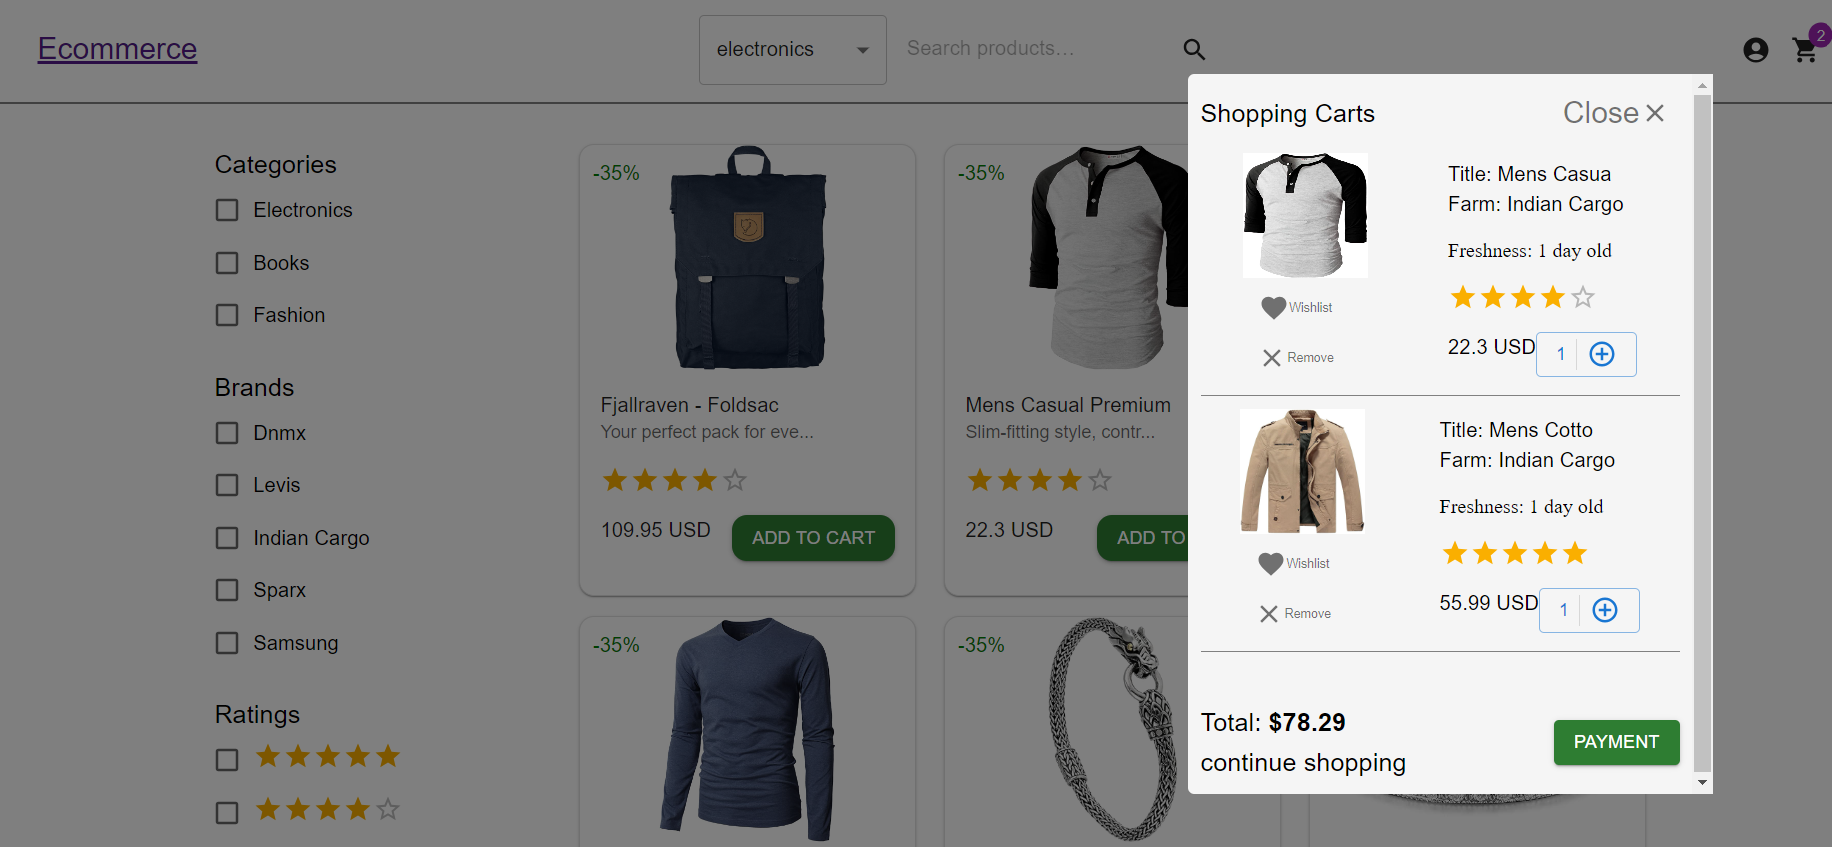 Ecommerce
electronics
Search products...
2
Categories
Electronics
Books
Fashion
Brands
Dnmx
Levis
Indian Cargo
Sparx
Samsung
Ratings
-35%
Fjallraven - Foldsac
Your perfect pack for eve...
109.95 USD
ADD TO CART
-35%
Mens Casual Premium
Slim-fitting style, contr...
22.3 USD
ADD TO
-35%
-35%
Shopping Carts
Close
Title: Mens Casua
Farm: Indian Cargo
Freshness: 1 day old
Wishlist
Remove
22.3 USD
1
Title: Mens Cotto
Farm: Indian Cargo
Freshness: 1 day old
Wishlist
Remove
55.99 USD
1
Total: $78.29
continue shopping
PAYMENT